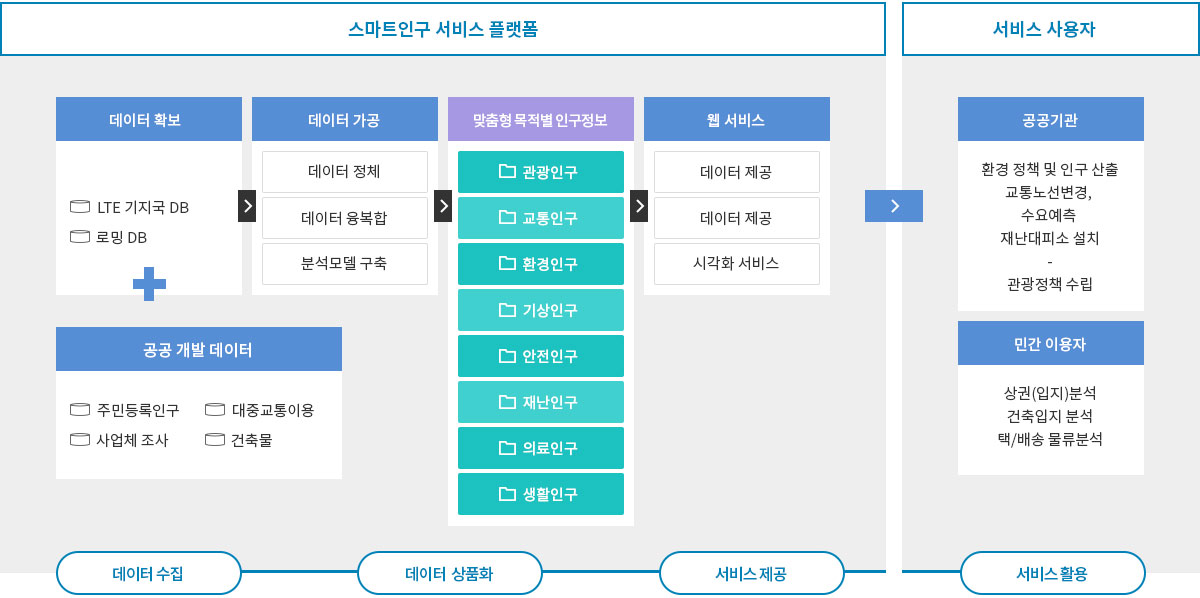 스마트인구 서비스 플랫폼
서비스 사용자
데이터 확보
LTE 기지국 DB
로밍 DB
공공 개발 데이터
주민등록인구
대중교통이용
사업체 조사
건축물
데이터 가공
데이터 정체
데이터 융복합
분석모델 구축
맞춤형 목적별 인구정보
관광인구
교통인구
환경인구
기상인구
안전인구
재난인구
의료인구
생활인구
웹 서비스
데이터 제공
데이터 제공
시각화 서비스
공공기관
환경 정책 및 인구 산출
교통노선변경,
수요예측
재난대피소 설치
-
관광정책 수립
민간 이용자
상권(입지)분석
건축입지 분석
택/배송 물류분석
데이터 수집
데이터 상품화
서비스 제공
서비스 활용